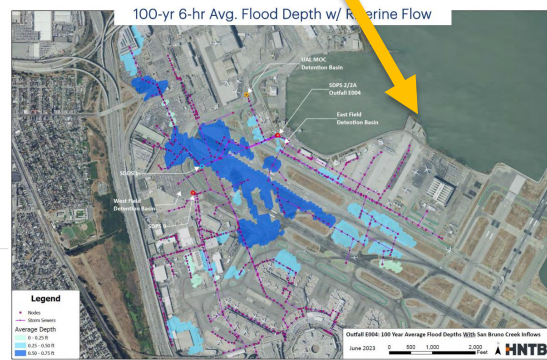 100-yr 6-hr Avg. Flood Depth w/ Riverine Flow
UAL MOC
Detention Basin
SDPS 2/2A
Outfall E004
East Field
Detention Basin
West Field
Detention Basin
Legend
Nodes
Storm Sewers
Average Depth
0 - 0.25 ft
0.25 - 0.50 ft
0.50 - 0.75 ft
Outfall E004: 100 Year Average Flood Depths With San Bruno Creek Inflows
June 2023
0 500 1,000 2,000
Feet
HNTB